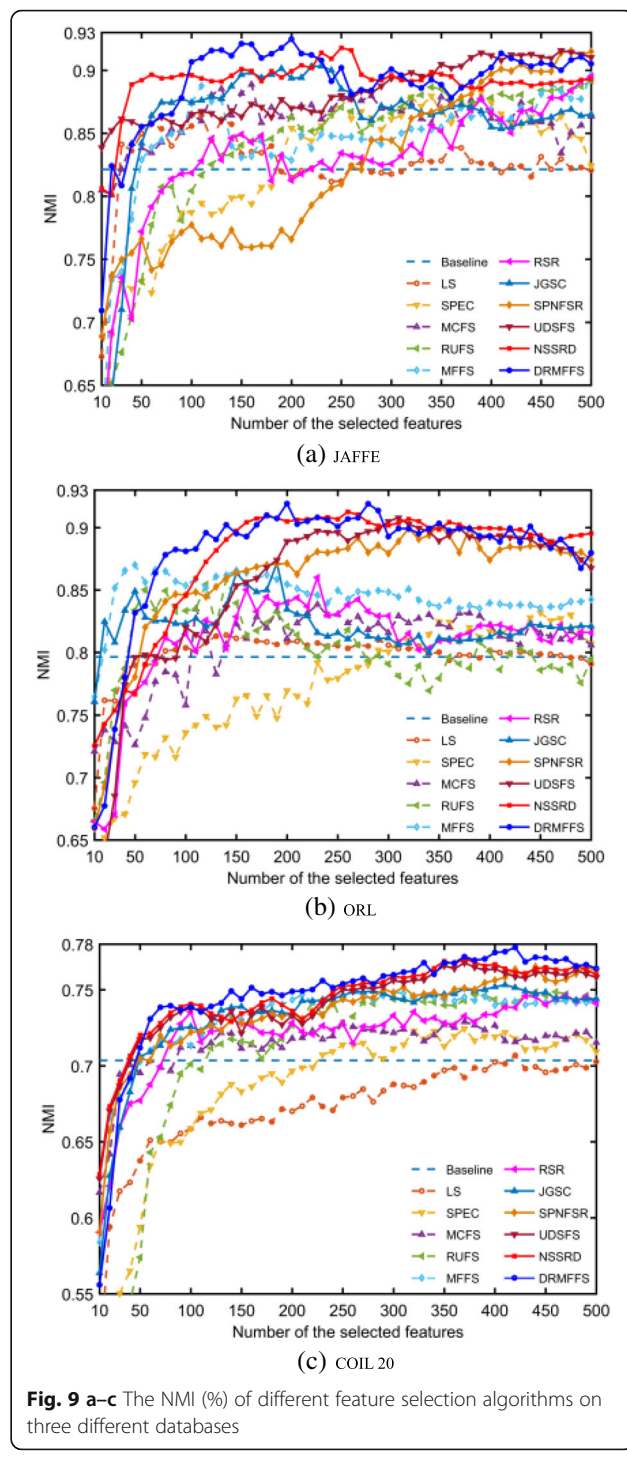 0.93
0.9
0.85
0.8
0.75
0.7
0.65
NMI
Baseline
LS
SPEC
MCFS
RUFS
MFFS
RSR
JGSC
SPNFSR
UDSFS
NSSRD
DRMFFS
10 50 100 150 200 250 300 350 400 450 500
Number of the selected features
(a) JAFFE
0.93
0.9
0.85
0.8
0.75
0.7
0.65
NMI
Baseline
LS
SPEC
MCFS
RUFS
MFFS
RSR
JGSC
SPNFSR
UDSFS
NSSRD
DRMFFS
10 50 100 150 200 250 300 350 400 450 500
Number of the selected features
(b) ORL
0.78
0.75
0.7
0.65
0.6
0.55
NMI
Baseline
LS
SPEC
MCFS
RUFS
MFFS
RSR
JGSC
SPNFSR
UDSFS
NSSRD
DRMFFS
10 50 100 150 200 250 300 350 400 450 500
Number of the selected features
(c) COIL 20
Fig. 9 a–c The NMI (%) of different feature selection algorithms on
three different databases